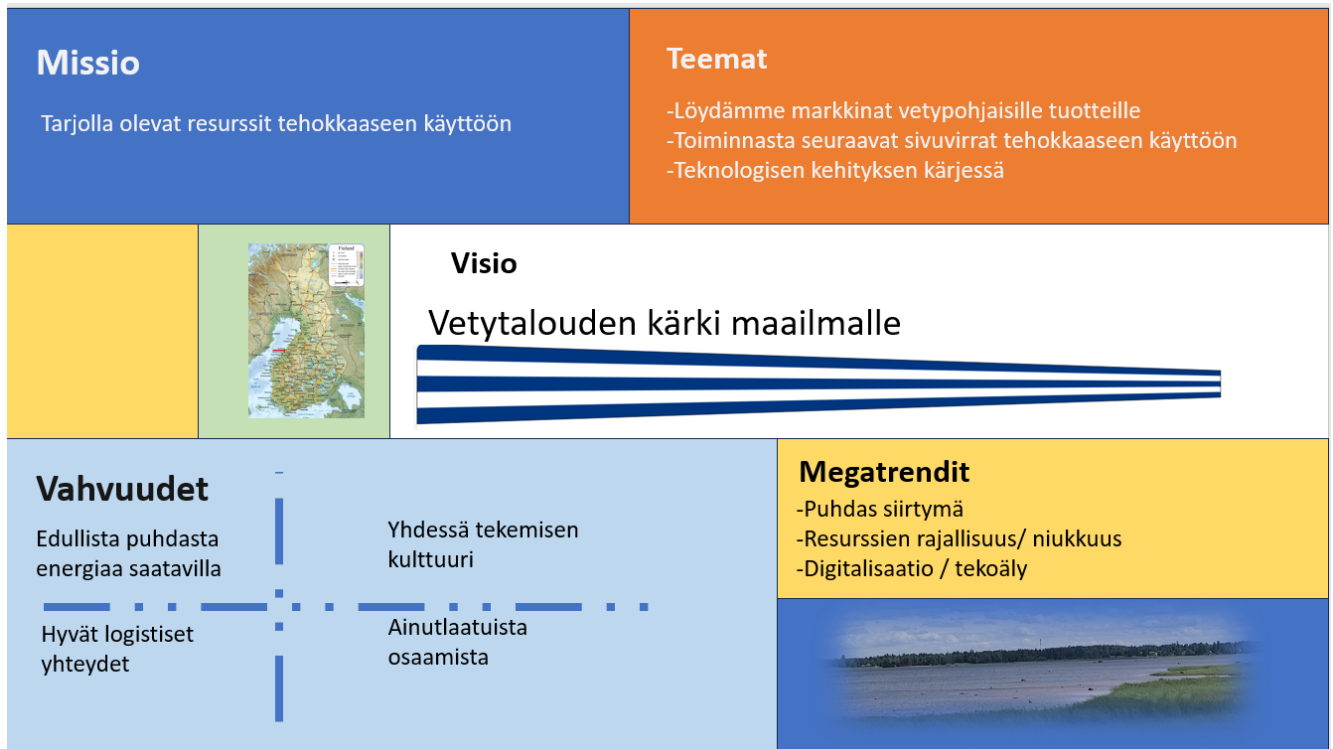 Missio
Tarjolla olevat resurssit tehokkaaseen käyttöön
Teemat
-Löydämme markkinat vetypohjaisille tuotteille
-Toiminnasta seuraavat sivuvirrat tehokkaaseen käyttöön
-Teknologisen kehityksen kärjessä
Finland
Visio
Vetytalouden kärki maailmalle
Vahvuudet
Edullista puhdasta
energiaa saatavilla
Yhdessä tekemisen
kulttuuri
Hyvät logistiset
yhteydet
Ainutlaatuista
osaamista
Megatrendit
-Puhdas siirtymä
-Resurssien rajallisuus/ niukkuus
-Digitalisaatio / tekoäly